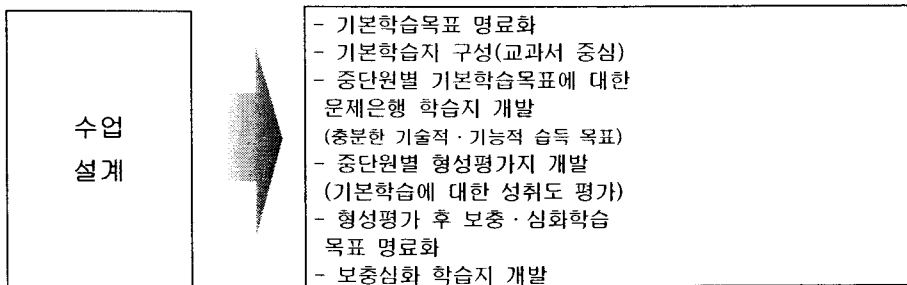 수업
설계
- 기본학습목표 명료화
- 기본학습지 구성(교과서 중심)
- 중단원별 기본학습목표에 대한
문제은행 학습지 개발
(충분한 기술적·기능적 습득 목표)
- 중단원별 형성평가지 개발
(기본학습에 대한 성취도 평가)
- 형성평가 후 보충·심화학습
목표 명료화
- 보충심화 학습지 개발